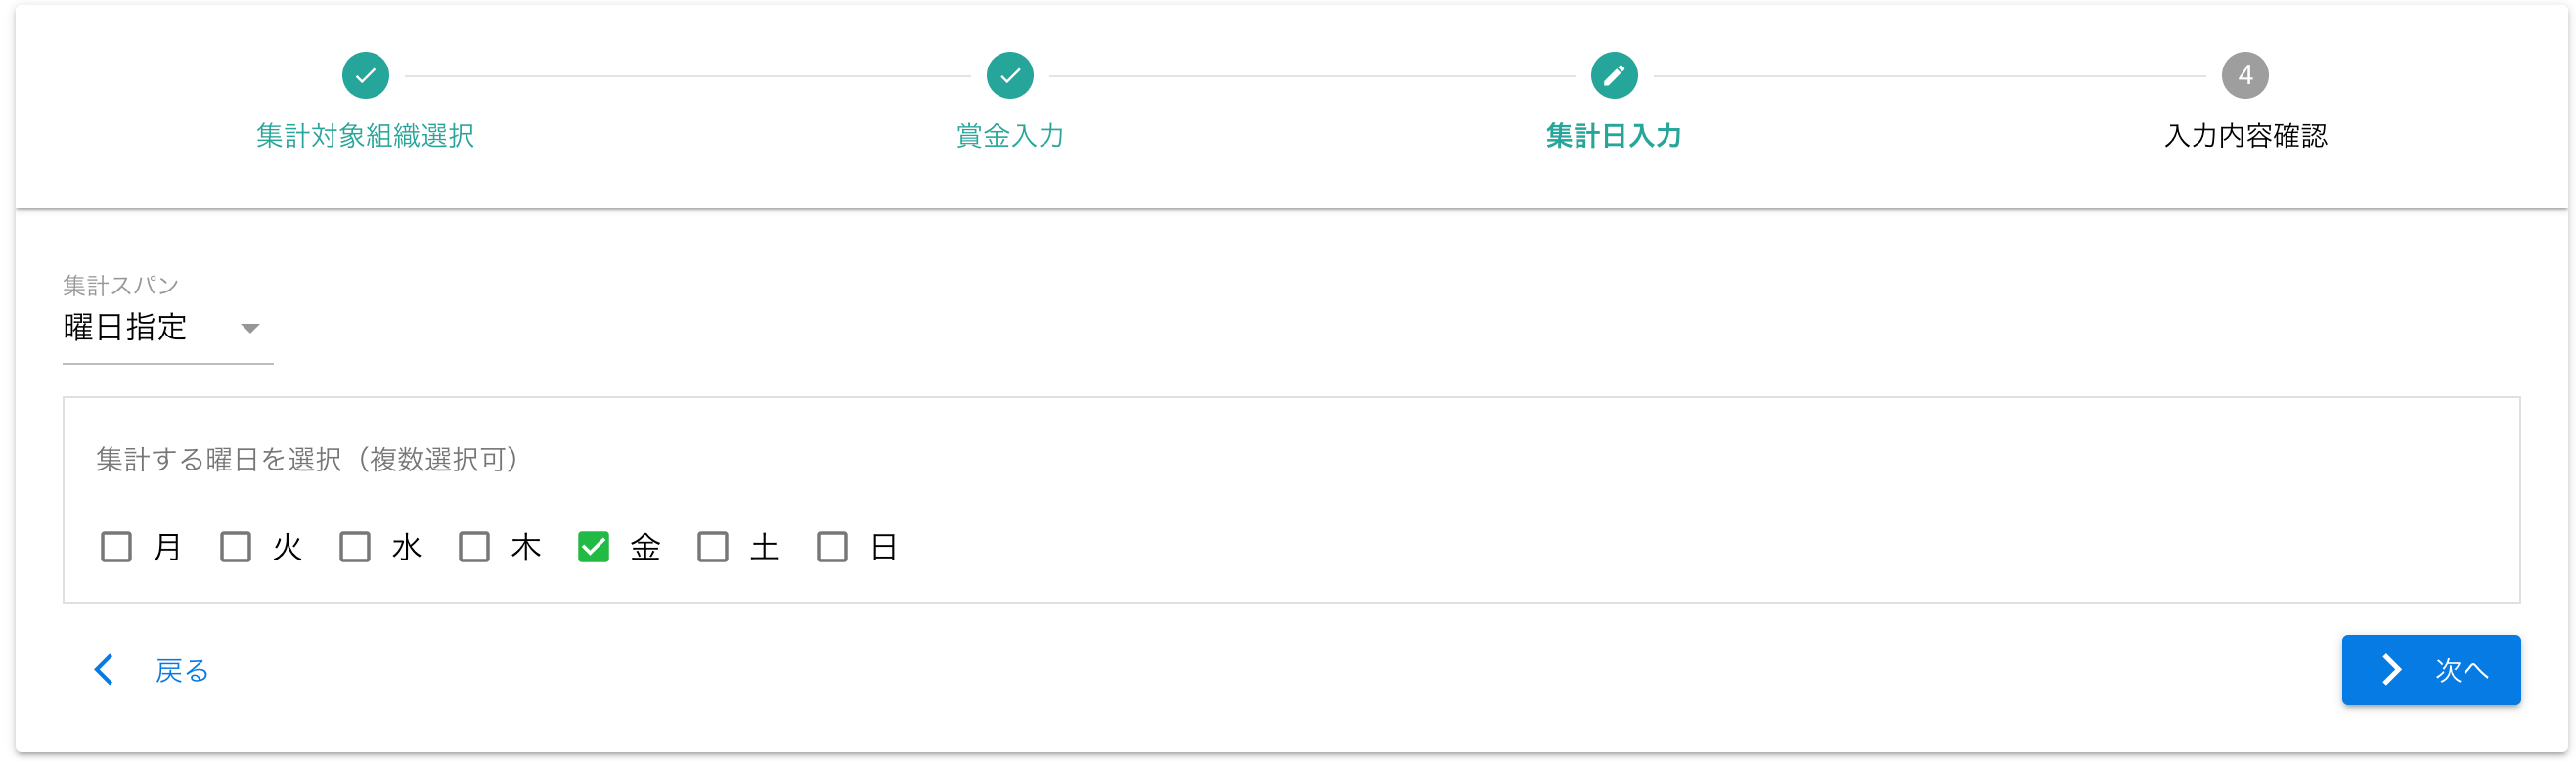 集計対象組織選択
賞金入力
集計日入力
4
入力内容確認
集計スパン
曜日指定
集計する曜日を選択（複数選択可）
月 火 水 木 金 土 日
戻る
次へ